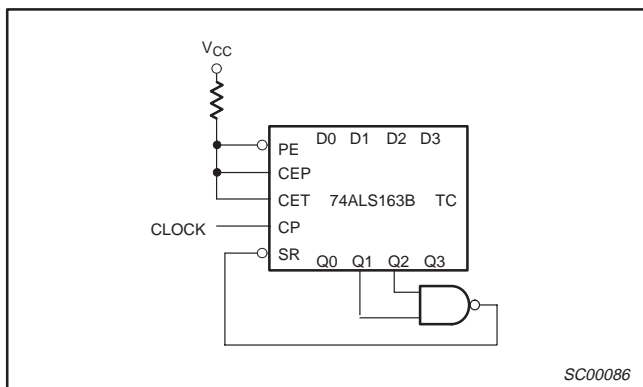 VCC
D0 D1 D2 D3
PE
CEP
CET 74ALS163B TC
CLOCK CP
SR
Q0 Q1 Q2 Q3
SC00086